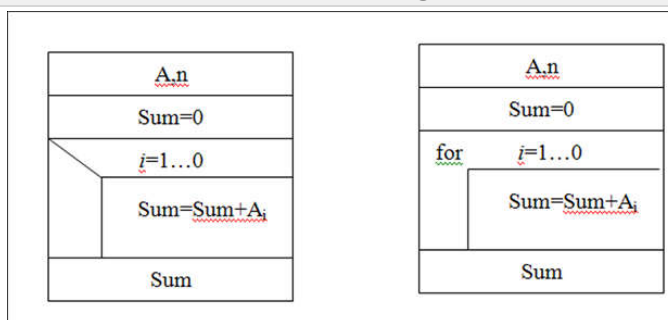 A,n
Sum=0
i=1…0
Sum=Sum+Ai
Sum
A,n
Sum=0
for i=1…0
Sum=Sum+Ai
Sum